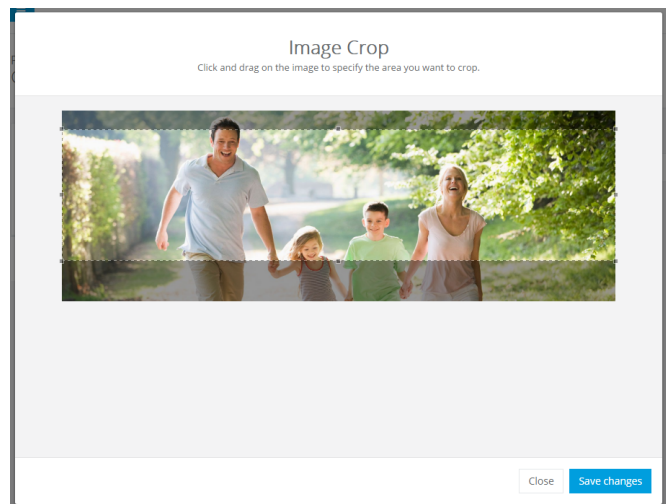 Image Crop
Click and drag on the image to specify the area you want to crop.
Close
Save changes